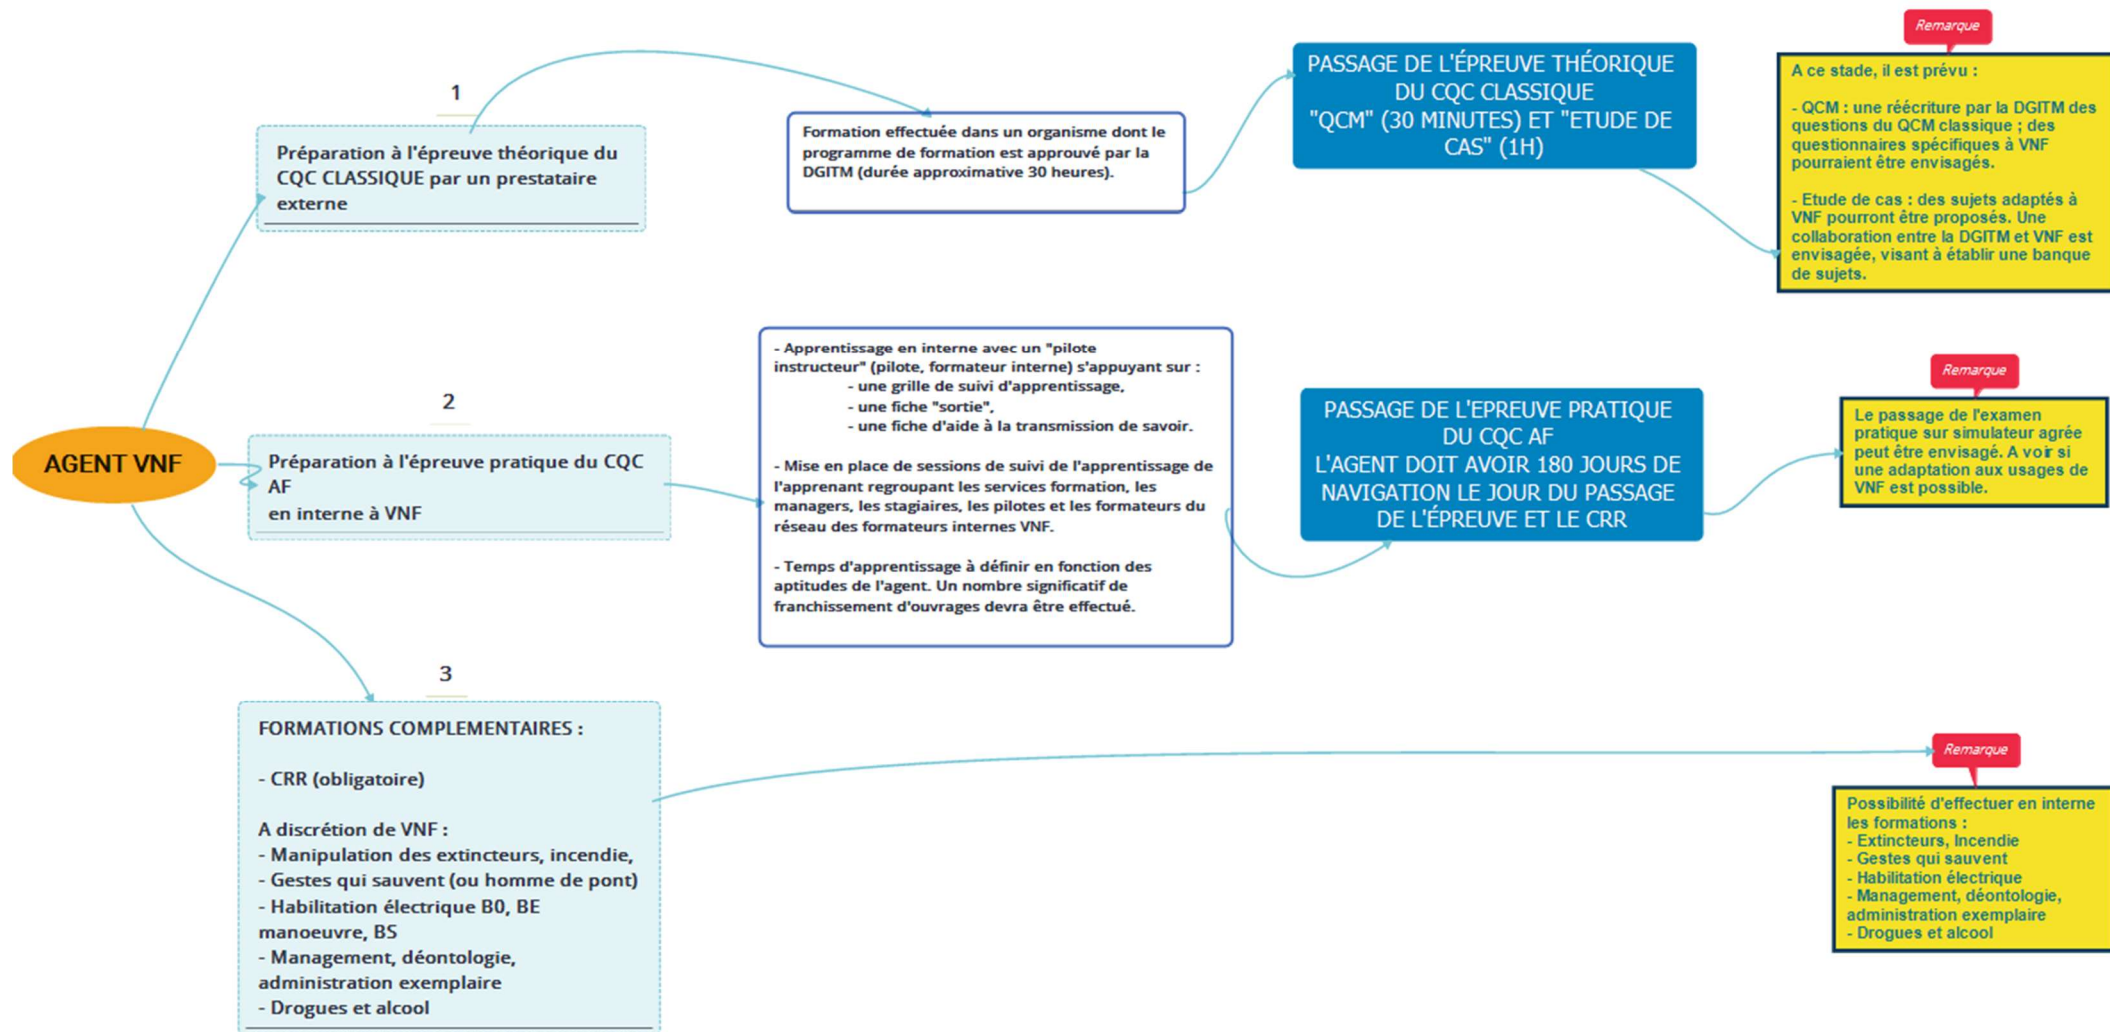 AGENT VNF
1
Préparation à l'épreuve théorique du
CQC CLASSIQUE par un prestataire
externe
Formation effectuée dans un organisme dont le
programme de formation est approuvé par la
DGITM (durée approximative 30 heures).
PASSAGE DE L'ÉPREUVE THÉORIQUE
DU CQC CLASSIQUE
"QCM" (30 MINUTES) ET "ETUDE DE
CAS" (1H)
Remarque
A ce stade, il est prévu :
- QCM : une réécriture par la DGITM des
questions du QCM classique ; des
questionnaires spécifiques à VNF
pourraient être envisagés.
- Etude de cas : des sujets adaptés à
VNF pourront être proposés. Une
collaboration entre la DGITM et VNF est
envisagée, visant à établir une banque
de sujets.
2
Préparation à l'épreuve pratique du CQC
AF
en interne à VNF
- Apprentissage en interne avec un "pilote
instructeur" (pilote, formateur interne) s'appuyant sur :
- une grille de suivi d'apprentissage,
- une fiche "sortie",
- une fiche d'aide à la transmission de savoir.
- Mise en place de sessions de suivi de l'apprentissage de
l'apprenant regroupant les services formation, les
managers, les stagiaires, les pilotes et les formateurs du
réseau des formateurs internes VNF.
- Temps d'apprentissage à définir en fonction des
aptitudes de l'agent. Un nombre significatif de
franchissement d'ouvrages devra être effectué.
PASSAGE DE L'EPREUVE PRATIQUE
DU CQC AF
L'AGENT DOIT AVOIR 180 JOURS DE
NAVIGATION LE JOUR DU PASSAGE
DE L'ÉPREUVE ET LE CRR
Remarque
Le passage de l'examen
pratique sur simulateur agrée
peut être envisagé. A voir si
une adaptation aux usages de
VNF est possible.
3
FORMATIONS COMPLEMENTAIRES :
- CRR (obligatoire)
A discrétion de VNF :
- Manipulation des extincteurs, incendie,
- Gestes qui sauvent (ou homme de pont)
- Habilitation électrique B0, BE
manoeuvre, BS
- Management, déontologie,
administration exemplaire
- Drogues et alcool
Remarque
Possibilité d'effectuer en interne
les formations :
- Extincteurs, Incendie
- Gestes qui sauvent
- Habilitation électrique
- Management, déontologie,
administration exemplaire
- Drogues et alcool